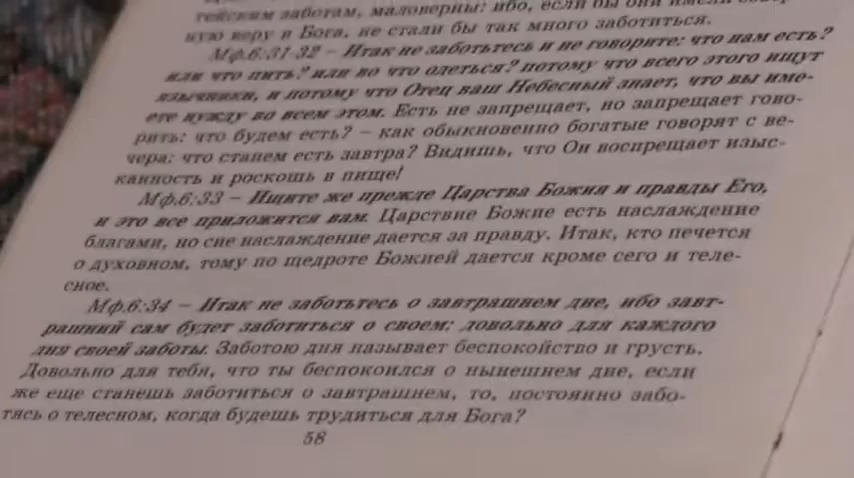 тейским заботам, маловерны: ибо, если бы они имели
ную веру в Бога, не стали бы так много заботиться.
Мф.6:31-32 – Итак не заботьтесь и не говорите: что нам есть?
или что пить? или во что одеться? потому что всего этого ищут
язычники, и потому что Отец ваш Небесный знает, что вы име-
ете нужду во всем этом. Есть не запрещает, но запрещает гово-
рить: что будем есть? – как обыкновенно богатые говорят с ве-
чера: что станем есть завтра? Видишь, что Он воспрещает изыс-
канность и роскошь в пище!
Мф.6:33 – Ищите же прежде Царства Божия и правды Его,
и это все приложится вам. Царствие Божие есть наслаждение
благами, но сие наслаждение дается за правду. Итак, кто печется
о духовном, тому по щедроте Божией дается кроме сего и теле-
сное.
Мф.6:34 – Итак не заботьтесь о завтрашнем дне, ибо завт-
рашний сам будет заботиться о своем: довольно для каждого
дня своей заботы. Заботою дня называет беспокойство и грусть.
Довольно для тебя, что ты беспокоился о нынешнем дне, если
же еще станешь заботиться о завтрашнем, то, постоянно забо-
тясь о телесном, когда будешь трудиться для Бога?
58